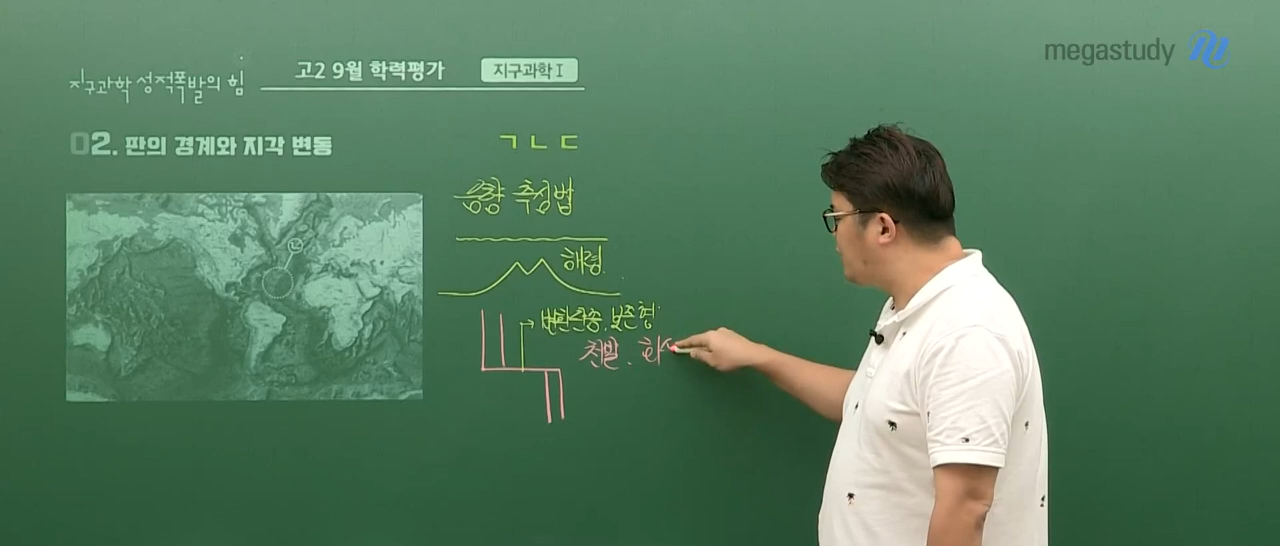 megastudy
지구과학 성적폭발의 힘
고2 9월 학력평가
지구과학Ⅰ
02. 판의 경계와 지각 변동
ㄱ ㄴ ㄷ
음향 측심법
ㄴ
해령.
변환단층, 보존형
천발. 화